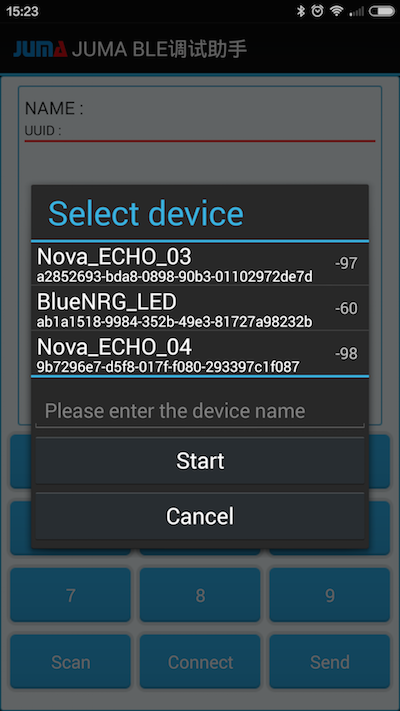 15:23
JUMA JUMA BLE调试助手
NAME :
UUID :
Select device
Nova_ECHO_03
-97
a2852693-bda8-0898-90b3-01102972de7d
BlueNRG_LED
-60
ab1a1518-9984-352b-49e3-81727a98232b
Nova_ECHO_04
-98
9b7296e7-d5f8-017f-f080-293397c1f087
Please enter the device name
Start
Cancel
7 8 9
Scan Connect Send